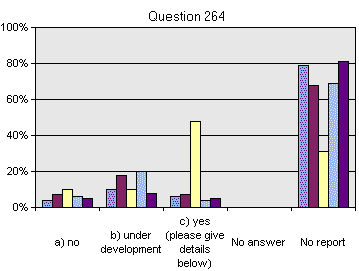 Question 264
100%
80%
60%
40%
20%
0%
a) no
b) under
development
c) yes
(please give
details
below)
No answer
No report